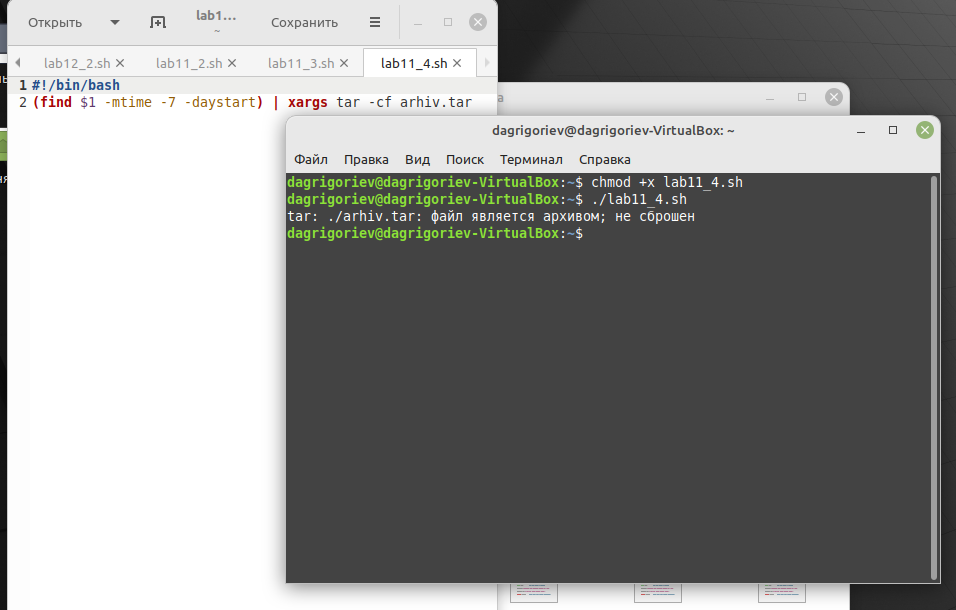 Открыть
lab1...
~
Сохранить
lab12_2.sh
lab11_2.sh
lab11_3.sh
lab11_4.sh
1 #!/bin/bash
2 (find $1 -mtime -7 -daystart) | xargs tar -cf arhiv.tar
dagrigoriev@dagrigoriev-VirtualBox: ~
Файл Правка Вид Поиск Терминал Справка
dagrigoriev@dagrigoriev-VirtualBox:~$ chmod +x lab11_4.sh
dagrigoriev@dagrigoriev-VirtualBox:~$ ./lab11_4.sh
tar: ./arhiv.tar: файл является архивом; не сброшен
dagrigoriev@dagrigoriev-VirtualBox:~$